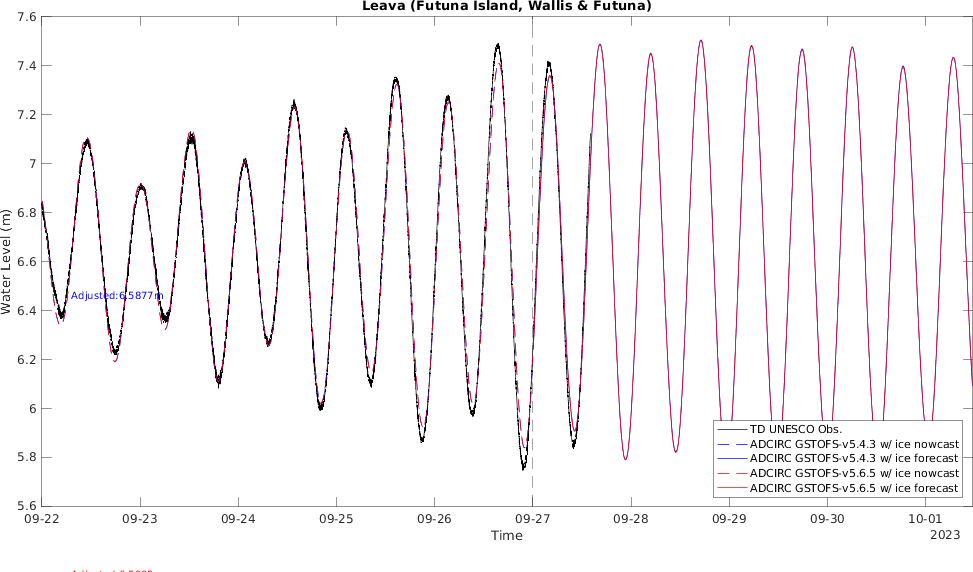 Leava (Futuna Island, Wallis & Futuna)
7.6
7.4
7.2
7
6.8
6.6
6.4
6.2
6
5.8
5.6
Water Level (m)
Adjusted:6.5877m
TD UNESCO Obs.
ADCIRC GSTOFS-v5.4.3 w/ ice nowcast
ADCIRC GSTOFS-v5.4.3 w/ ice forecast
ADCIRC GSTOFS-v5.6.5 w/ ice nowcast
ADCIRC GSTOFS-v5.6.5 w/ ice forecast
09-22
09-23
09-24
09-25
09-26
09-27
09-28
09-29
09-30
10-01
2023
Time